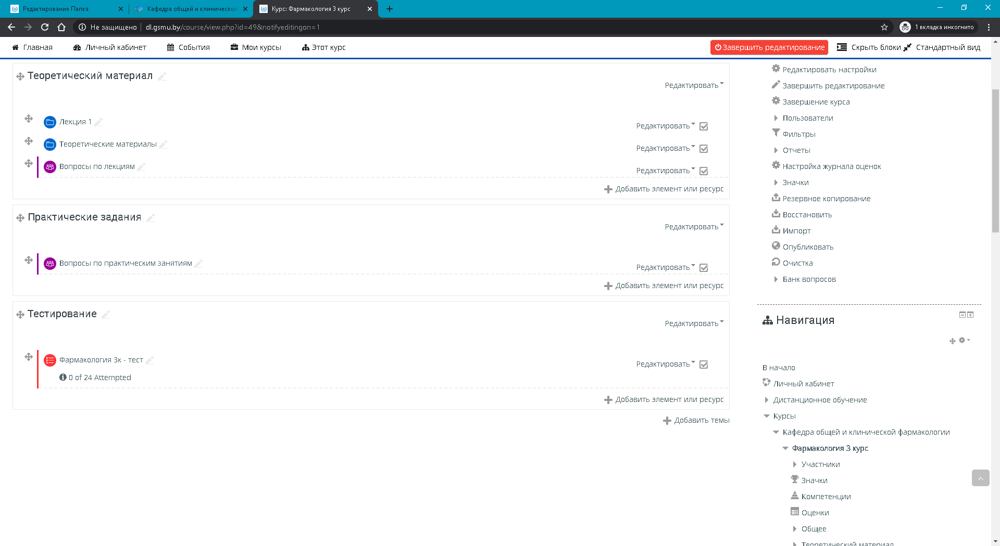 Редактирование Папка
Кафедра общей и клинической
Курс: Фармакология 3 курс
Не защищено
dl.gsmu.by/course/view.php?id=49&notifyeditingon=1
1 вкладка инкогнито
Главная
Личный кабинет
События
Мои курсы
Этот курс
Завершить редактирование
Скрыть блоки
Стандартный вид
Теоретический материал
Редактировать
Лекция 1
Редактировать
Теоретические материалы
Редактировать
Вопросы по лекциям
Редактировать
Добавить элемент или ресурс
Практические задания
Редактировать
Вопросы по практическим занятиям
Редактировать
Добавить элемент или ресурс
Тестирование
Редактировать
Фармакология 3к - тест
Редактировать
0 of 24 Attempted
Добавить элемент или ресурс
Добавить темы
Редактировать настройки
Завершить редактирование
Завершение курса
Пользователи
Фильтры
Отчеты
Настройка журнала оценок
Значки
Резервное копирование
Восстановить
Импорт
Опубликовать
Очистка
Банк вопросов
Навигация
В начало
Личный кабинет
Дистанционное обучение
Курсы
Кафедра общей и клинической фармакологии
Фармакология 3 курс
Участники
Значки
Компетенции
Оценки
Общее
Теоретический материал